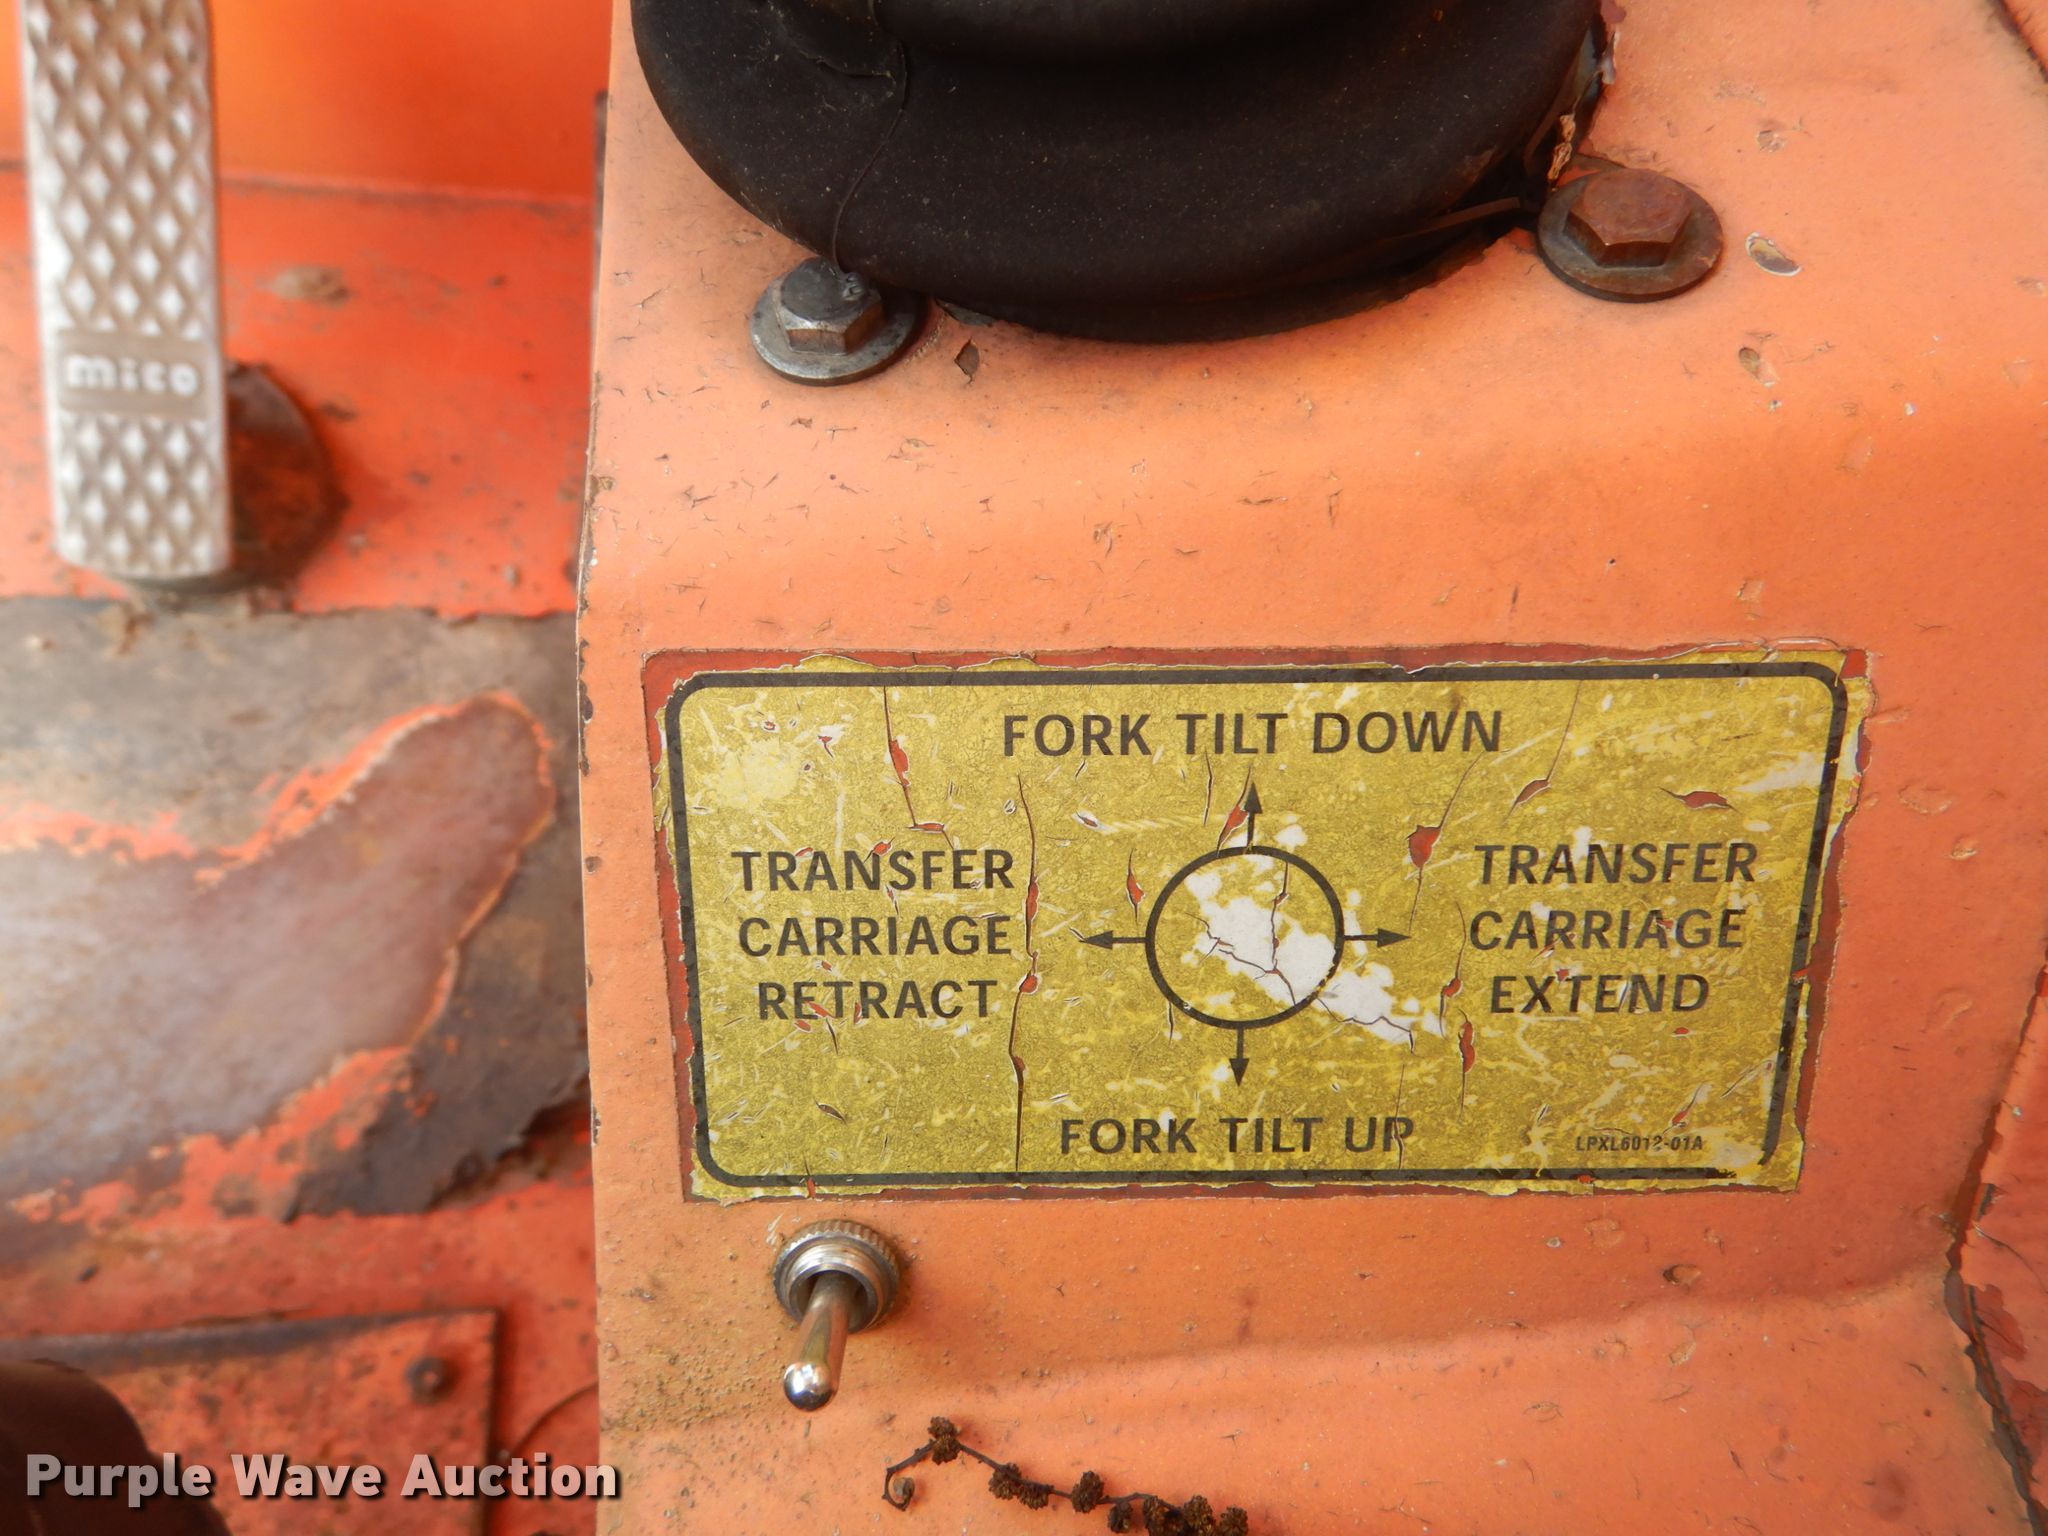 mico
FORK TILT DOWN
TRANSFER
CARRIAGE
RETRACT
TRANSFER
CARRIAGE
EXTEND
FORK TILT UP
LPXL6012-01A
Purple Wave Auction